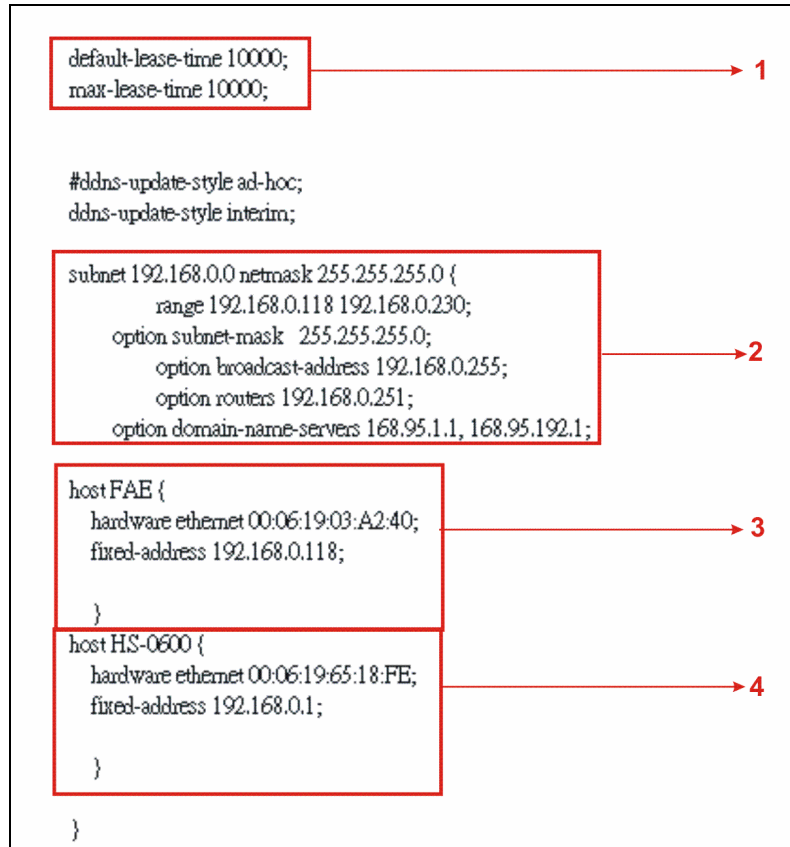 default-lease-time 10000;
max-lease-time 10000;
1
#ddns-update-style ad-hoc;
ddns-update-style interim;
subnet 192.168.0.0 netmask 255.255.255.0 {
range 192.168.0.118 192.168.0.230;
option subnet-mask 255.255.255.0;
option broadcast-address 192.168.0.255;
option routers 192.168.0.251;
option domain-name-servers 168.95.1.1, 168.95.192.1;
2
host FAE {
hardware ethernet 00:06:19:03:A2:40;
fixed-address 192.168.0.118;
}
3
host HS-0600 {
hardware ethernet 00:06:19:65:18:FE;
fixed-address 192.168.0.1;
}
4
}